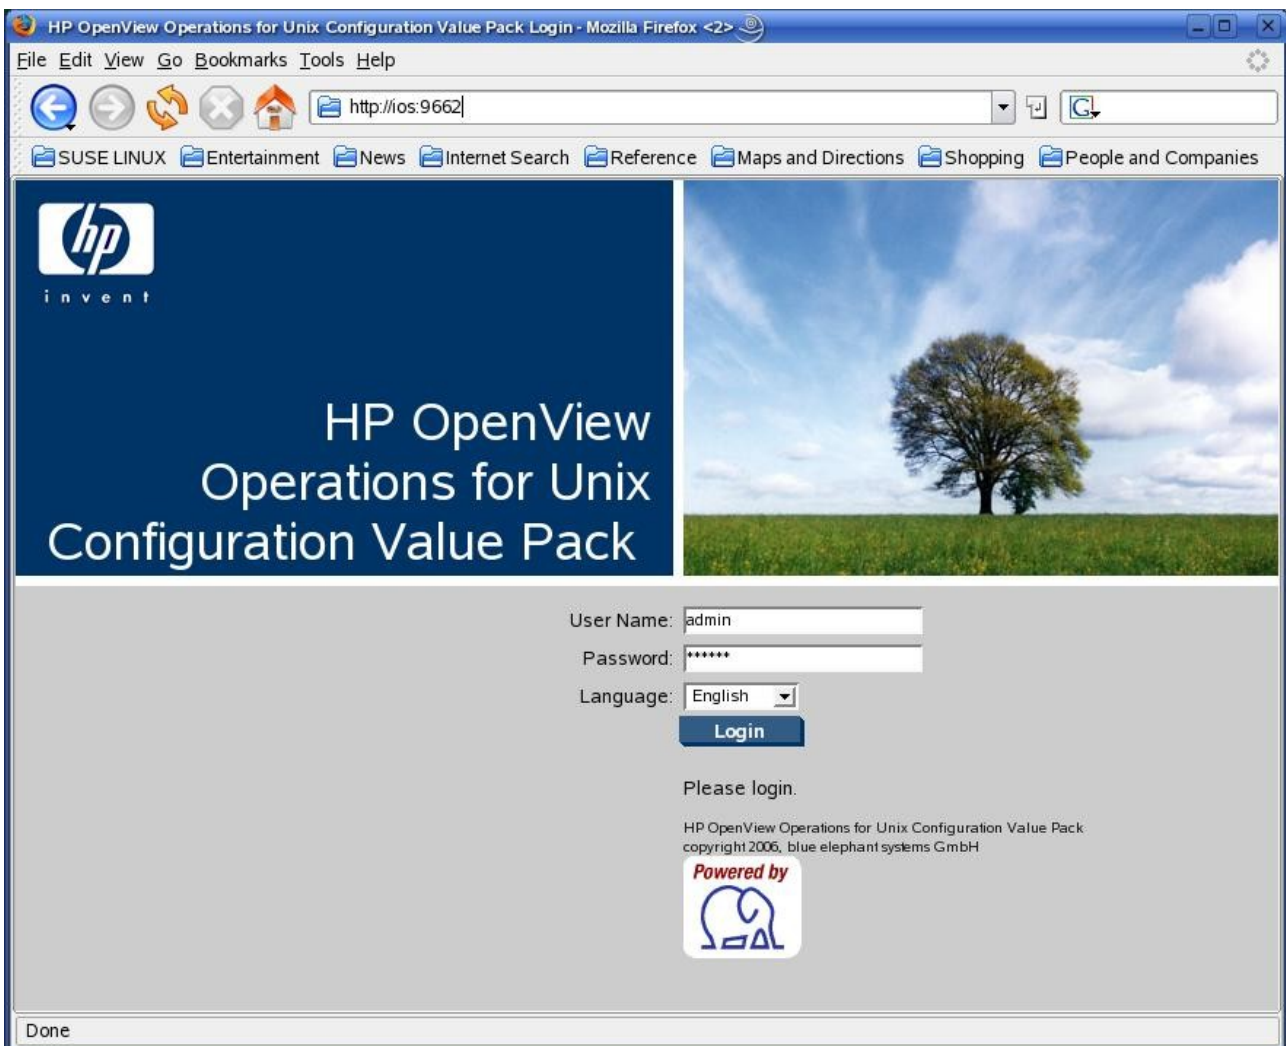 HP OpenView Operations for Unix Configuration Value Pack Login - Mozilla Firefox <2>
File Edit View Go Bookmarks Tools Help
http://ios:9662
G
SUSE LINUX Entertainment News Internet Search Reference Maps and Directions Shopping People and Companies
hp
invent
HP OpenView
Operations for Unix
Configuration Value Pack
User Name: admin
Password: ******
Language: English
Login
Please login.
HP OpenView Operations for Unix Configuration Value Pack
copyright 2006, blue elephant systems GmbH
Powered by
Done